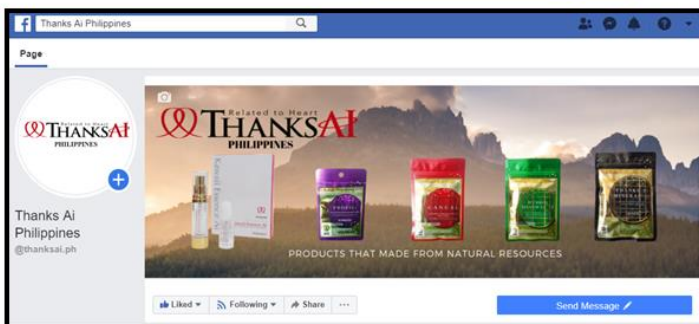 Thanks Ai Philippines
Page
Related to Heart
THANKSAI
PHILIPPINES
Related to Heart
THANKSAI
PHILIPPINES
PRODUCTS THAT MADE FROM NATURAL RESOURCES
Thanks Ai
Philippines
@thanksai.ph
Liked
Following
Share
Send Message